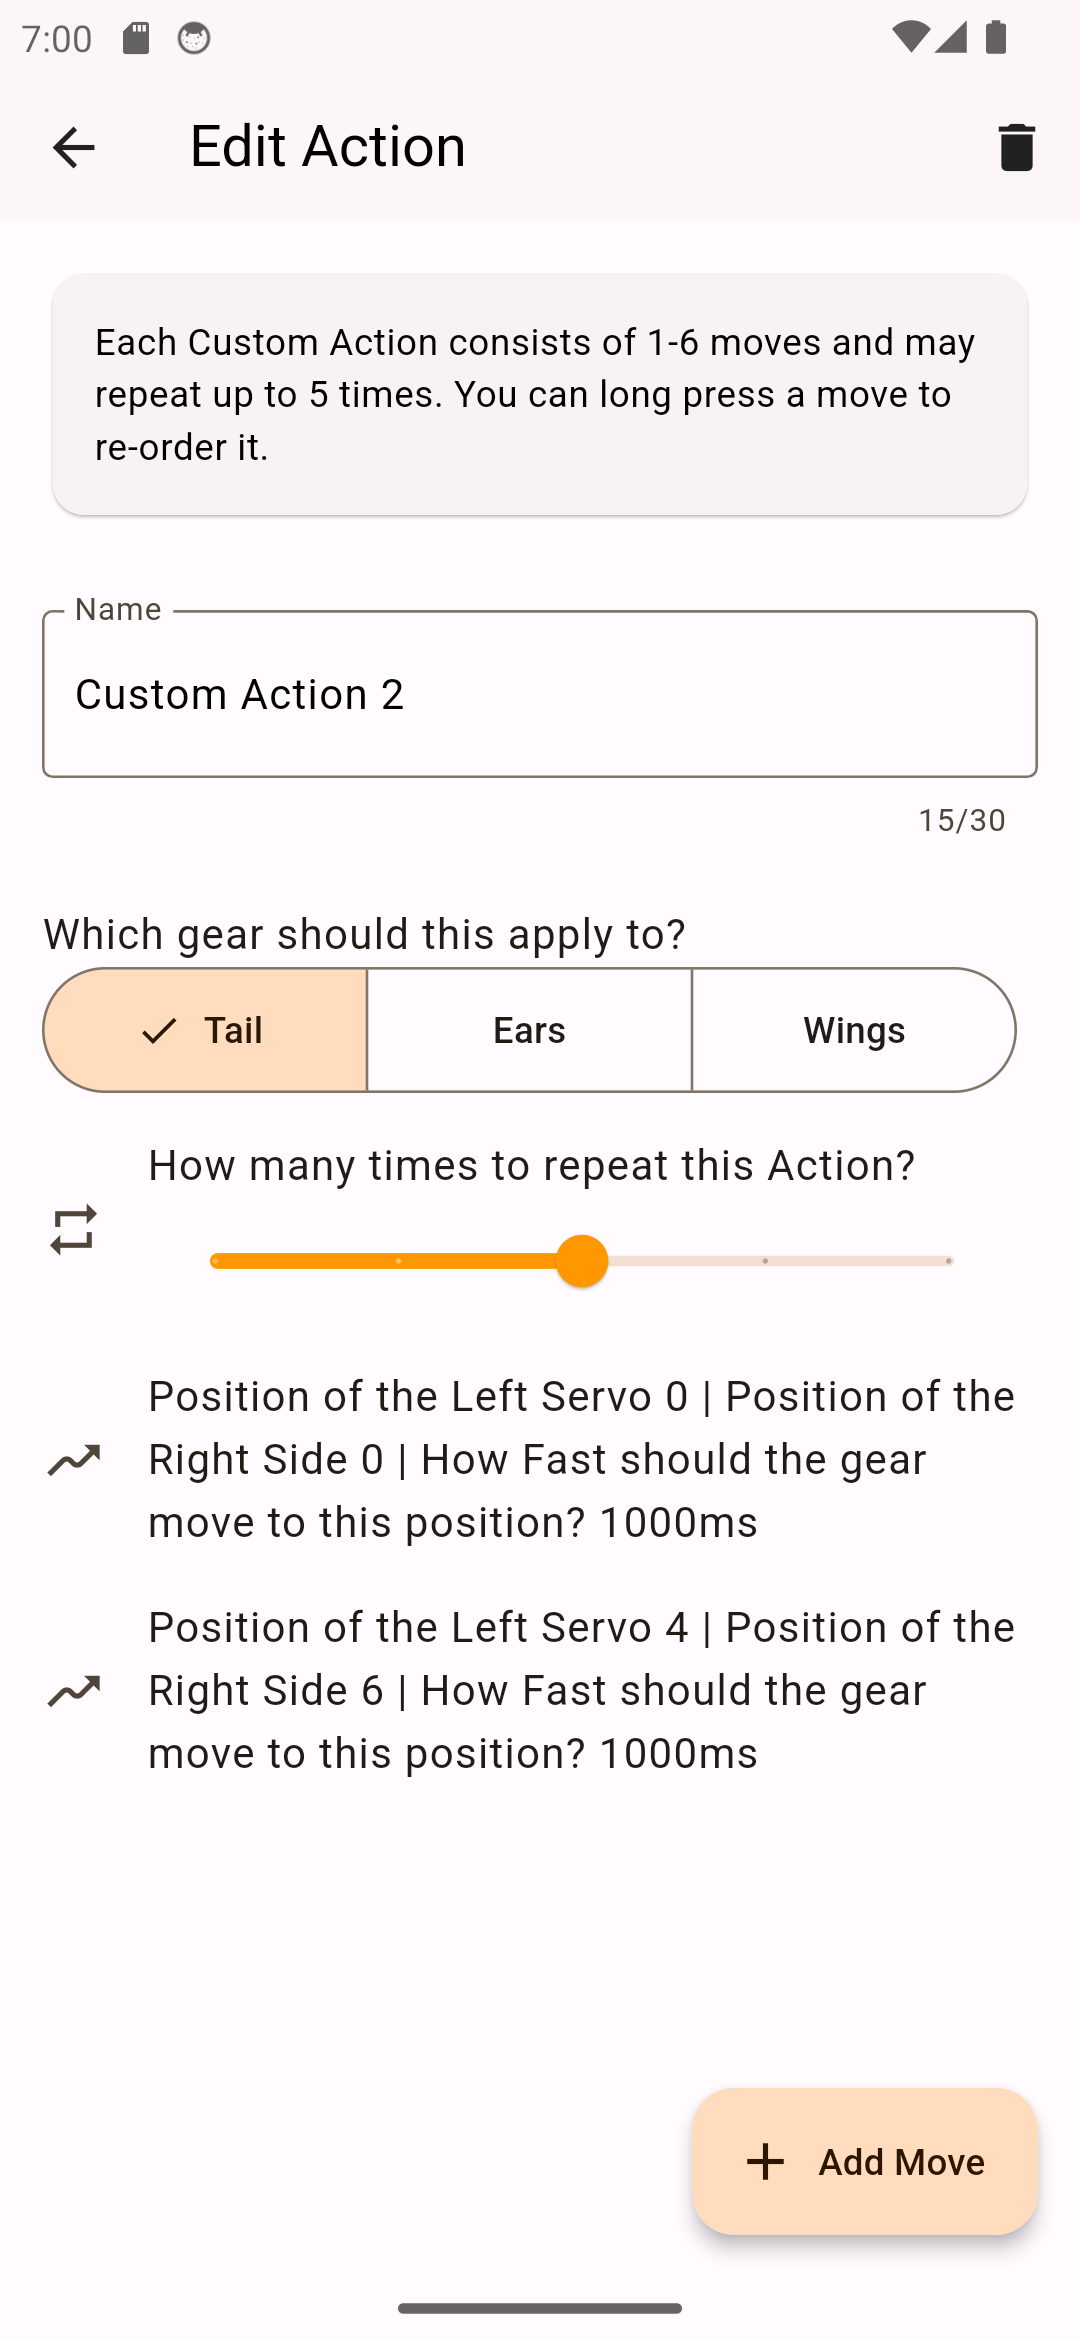 7:00
Edit Action
Each Custom Action consists of 1-6 moves and may
repeat up to 5 times. You can long press a move to
re-order it.
Name
Custom Action 2
15/30
Which gear should this apply to?
Tail
Ears
Wings
How many times to repeat this Action?
Position of the Left Servo 0 | Position of the
Right Side 0 | How Fast should the gear
move to this position? 1000ms
Position of the Left Servo 4 | Position of the
Right Side 6 | How Fast should the gear
move to this position? 1000ms
Add Move